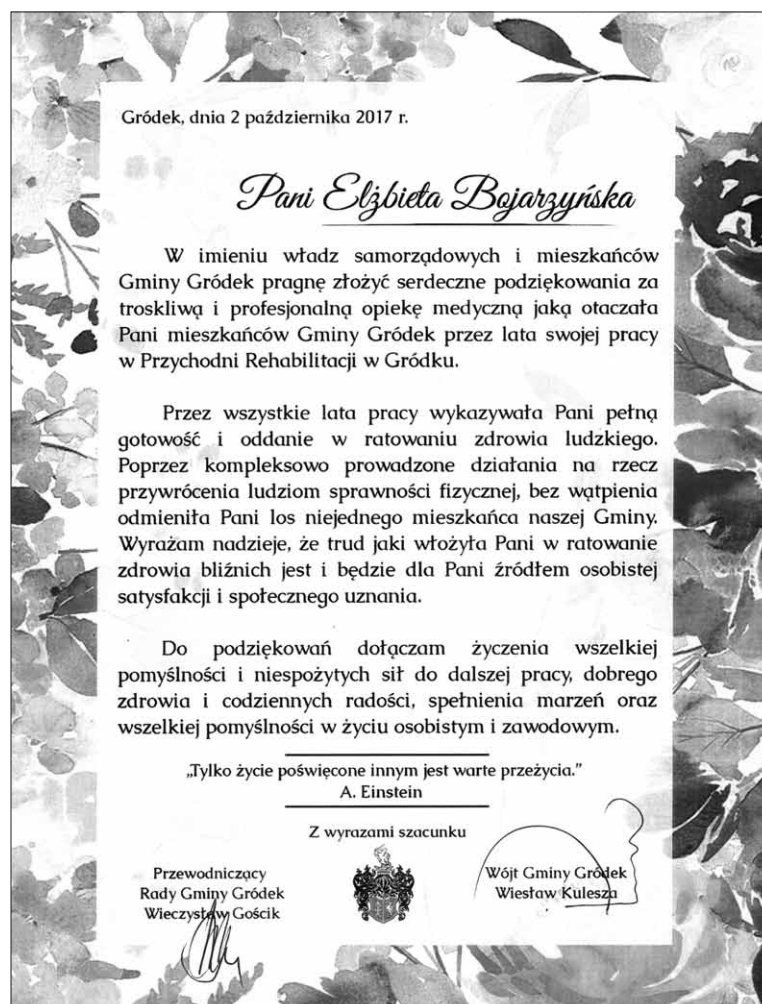 Gródek, dnia 2 października 2017 r.
Pani Elżbieta Bojarzyńska
W imieniu władz samorządowych i mieszkańców
Gminy Gródek pragnę złożyć serdeczne podziękowania za
troskliwą i profesjonalną opiekę medyczną jaką otaczała
Pani mieszkańców Gminy Gródek przez lata swojej pracy
w Przychodni Rehabilitacji w Gródku.
Przez wszystkie lata pracy wykazywała Pani pełną
gotowość i oddanie w ratowaniu zdrowia ludzkiego.
Poprzez kompleksowo prowadzone działania na rzecz
przywrócenia ludziom sprawności fizycznej, bez wątpienia
odmieniła Pani los niejednego mieszkańca naszej Gminy.
Wyrażam nadzieje, że trud jaki włożyła Pani w ratowanie
zdrowia bliźnich jest i będzie dla Pani źródłem osobistej
satysfakcji i społecznego uznania.
Do podziękowań dołączam życzenia wszelkiej
pomyślności i niespożytych sił do dalszej pracy, dobrego
zdrowia i codziennych radości, spełnienia marzeń oraz
wszelkiej pomyślności w życiu osobistym i zawodowym.
„Tylko życie poświęcone innym jest warte przeżycia.”
A. Einstein
Z wyrazami szacunku
Przewodniczący
Rady Gminy Gródek
Wieczysław Gościk
Wójt Gminy Gródek
Wiesław Kulesza